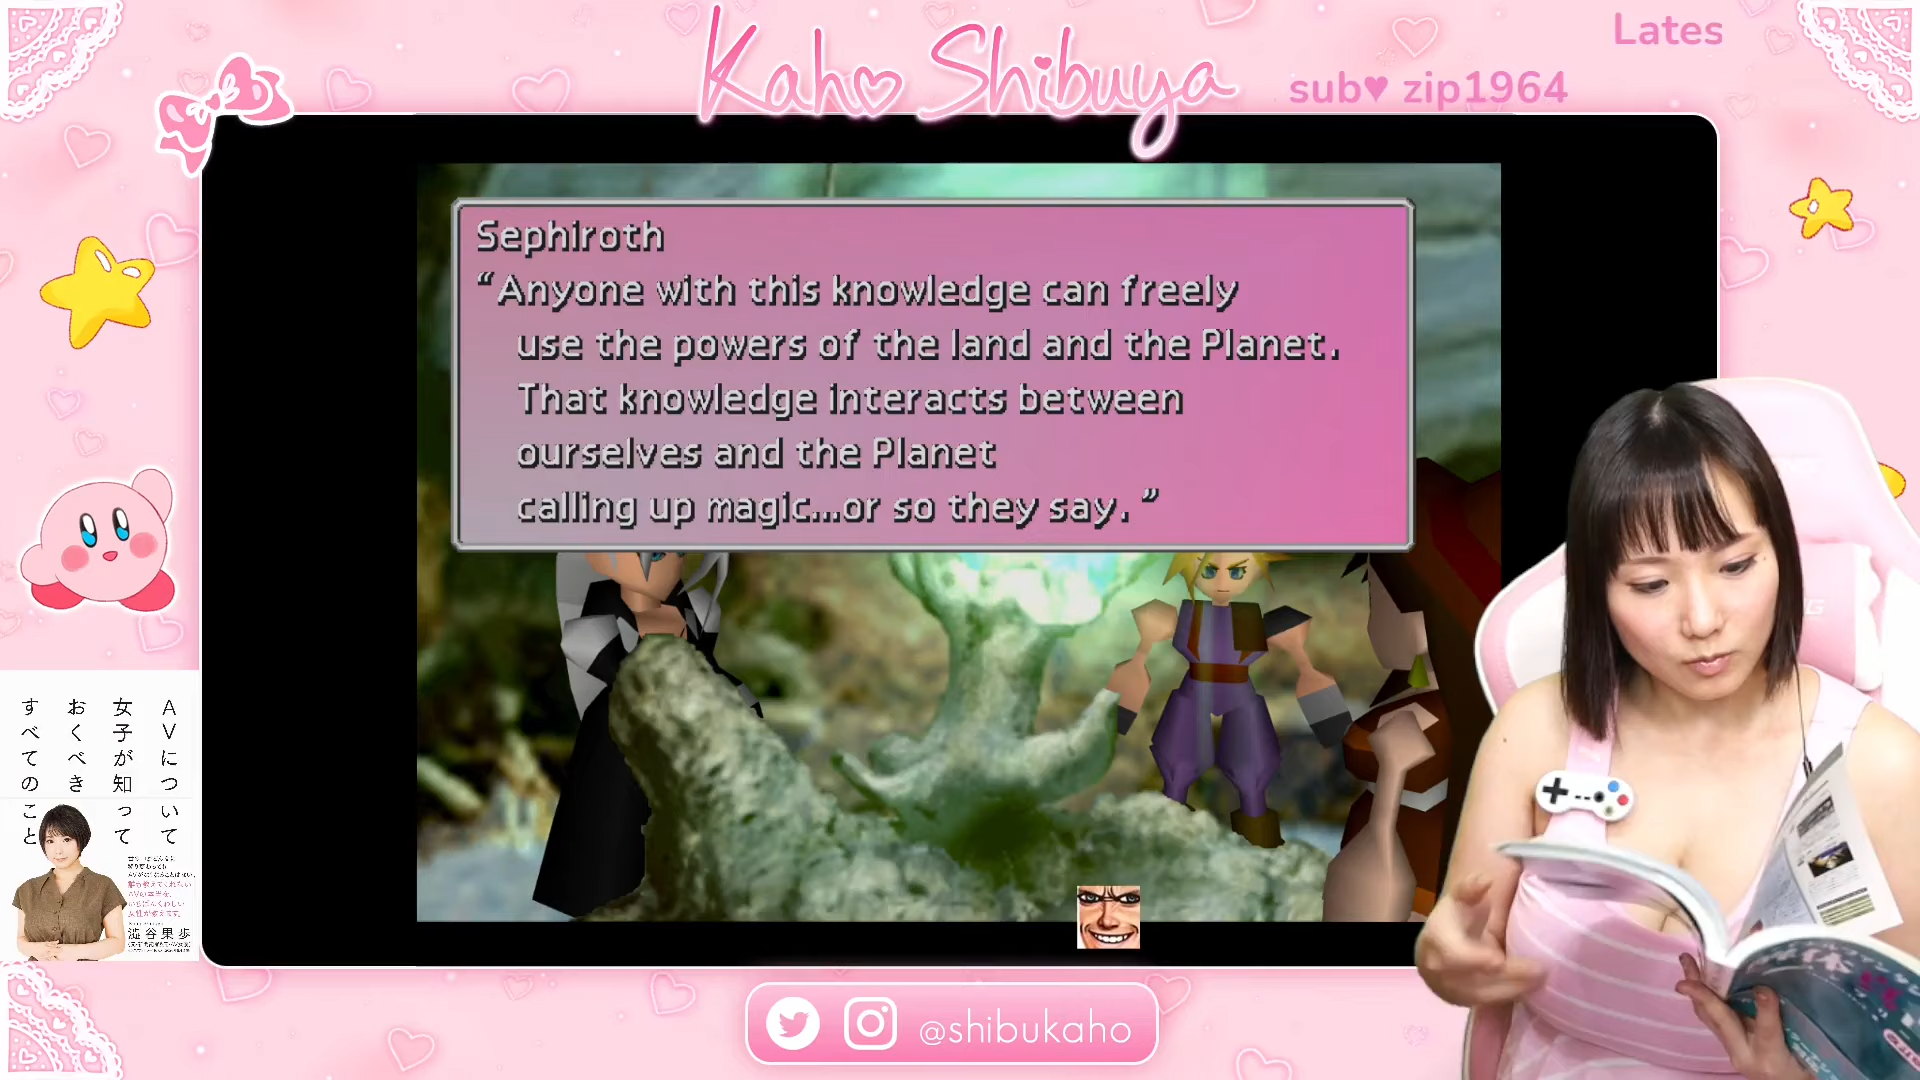 Kaho Shibuya
Lates
sub♥ zip1964
Sephiroth
“Anyone with this knowledge can freely
use the powers of the land and the Planet.
That knowledge interacts between
ourselves and the Planet
calling up magic...or so they say.”
AVについて
女子が知って
おくべき
すべてのこと
澁谷果歩
@shibukaho